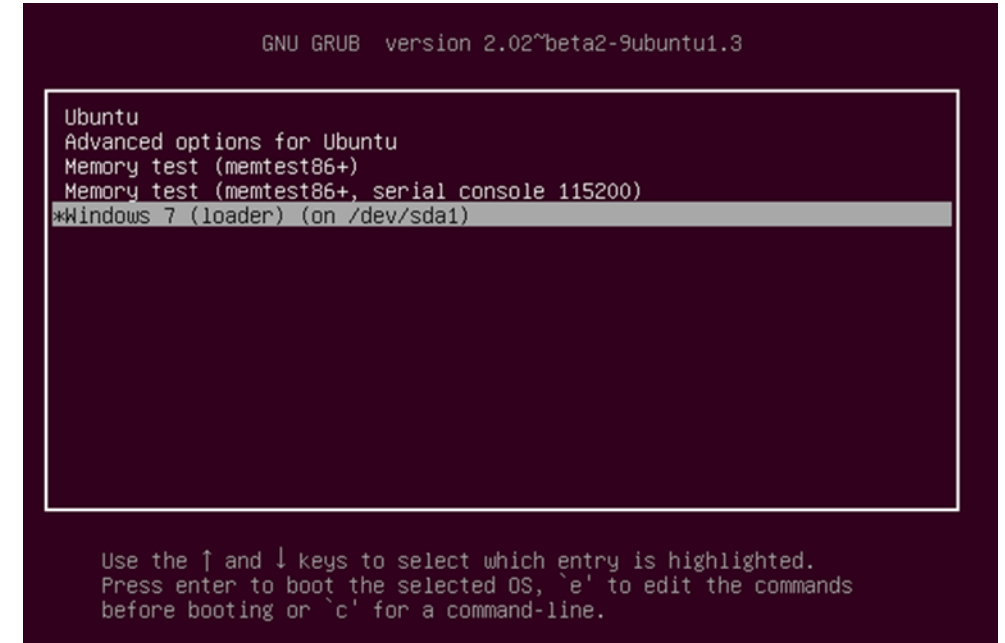 GNU GRUB version 2.02~beta2-9ubuntu1.3
Ubuntu
Advanced options for Ubuntu
Memory test (memtest86+)
Memory test (memtest86+, serial console 115200)
*Windows 7 (loader) (on /dev/sda1)
Use the ↑ and ↓ keys to select which entry is highlighted.
Press enter to boot the selected OS, `e' to edit the commands
before booting or `c' for a command-line.